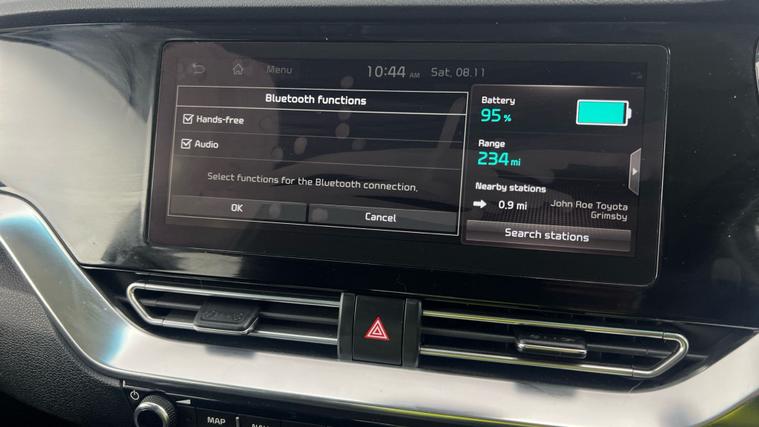 Menu
10:44 AM
Sat, 08.11
Bluetooth functions
Hands-free
Audio
Select functions for the Bluetooth connection.
OK
Cancel
Battery
95 %
Range
234 mi
Nearby stations
0.9 mi
John Roe Toyota
Grimsby
Search stations
MAP